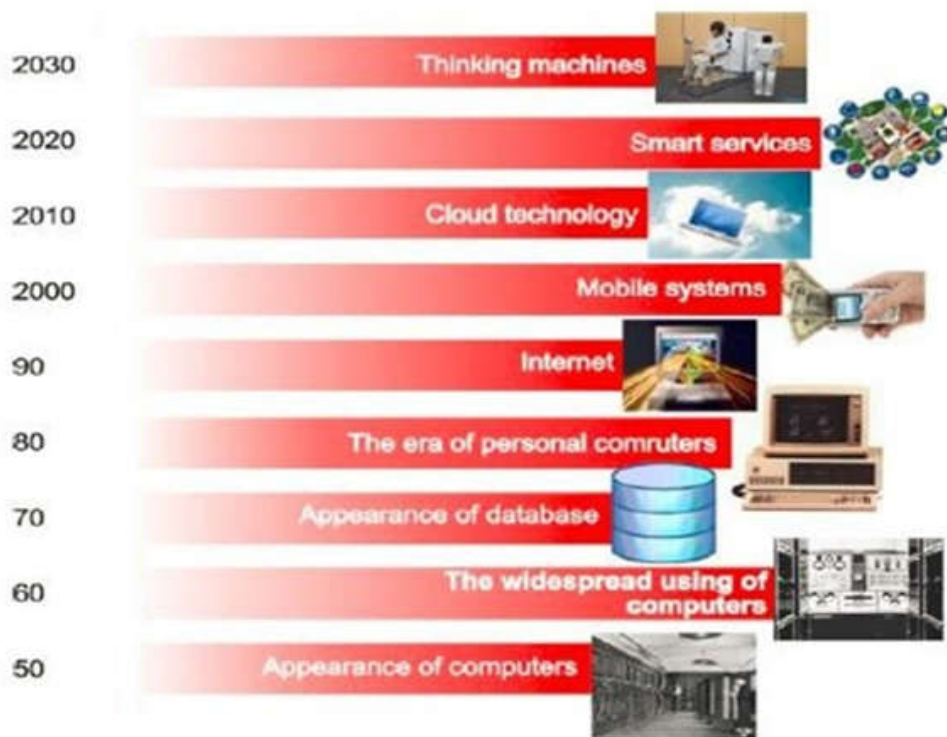 2030 Thinking machines
2020 Smart services
2010 Cloud technology
2000 Mobile systems
90 Internet
80 The era of personal comruters
70 Appearance of database
60 The widespread using of
computers
50 Appearance of computers